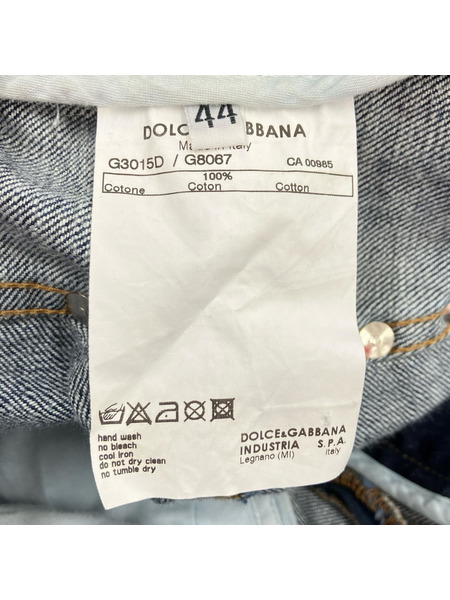 44
DOLCE&GABBANA
Made in Italy
G3015D / G8067 CA 00985
100%
Cotone Coton Cotton
hand wash
no bleach
cool iron
do not dry clean
no tumble dry
DOLCE&GABBANA
INDUSTRIA S.P.A.
Legnano (MI) Italy